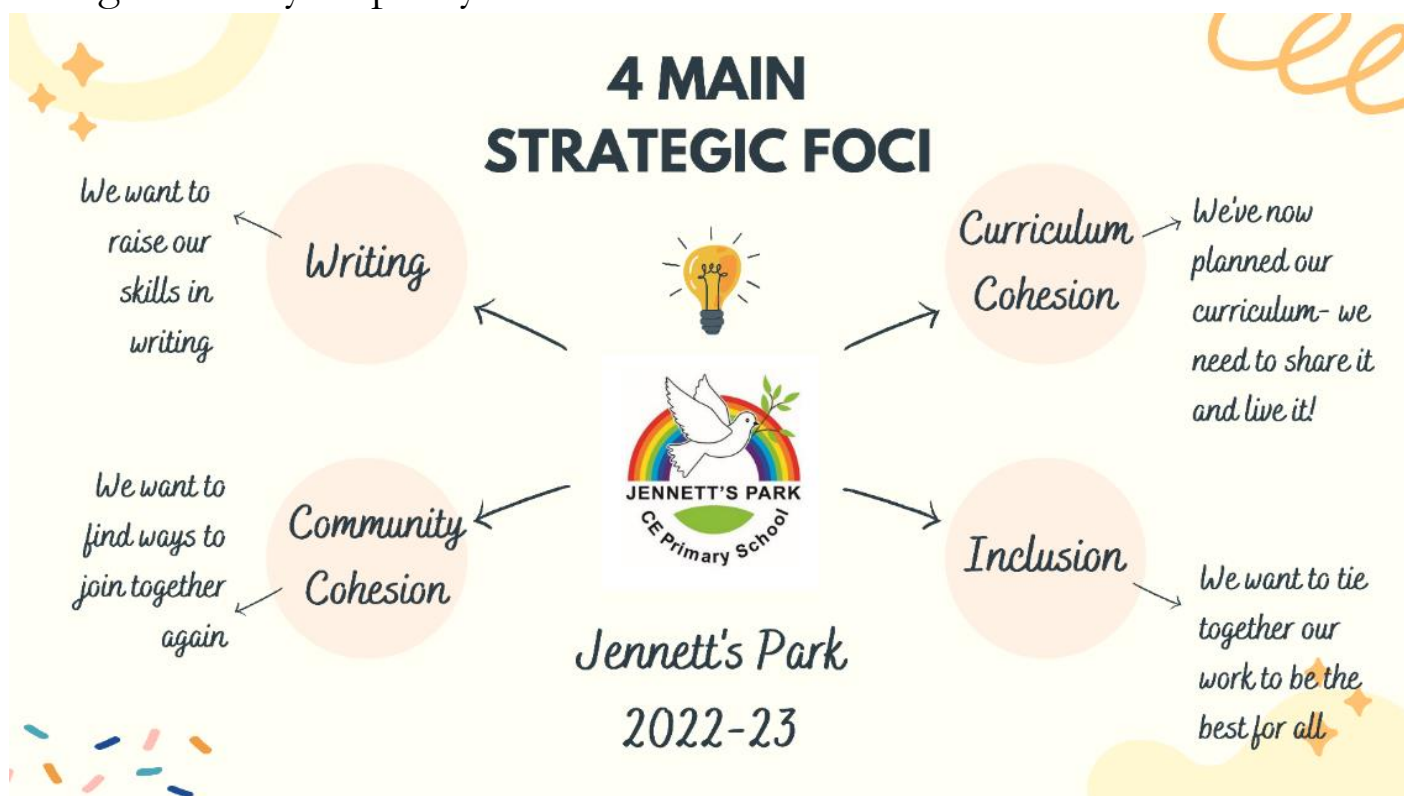 4 MAIN
STRATEGIC FOCI
We want to
raise our
skills in
writing
Writing
Curriculum
Cohesion
We've now
planned our
curriculum- we
need to share it
and live it!
JENNETT'S PARK
CE Primary School
We want to
find ways to
join together
again
Community
Cohesion
Inclusion
We want to tie
together our
work to be the
best for all
Jennett's Park
2022-23